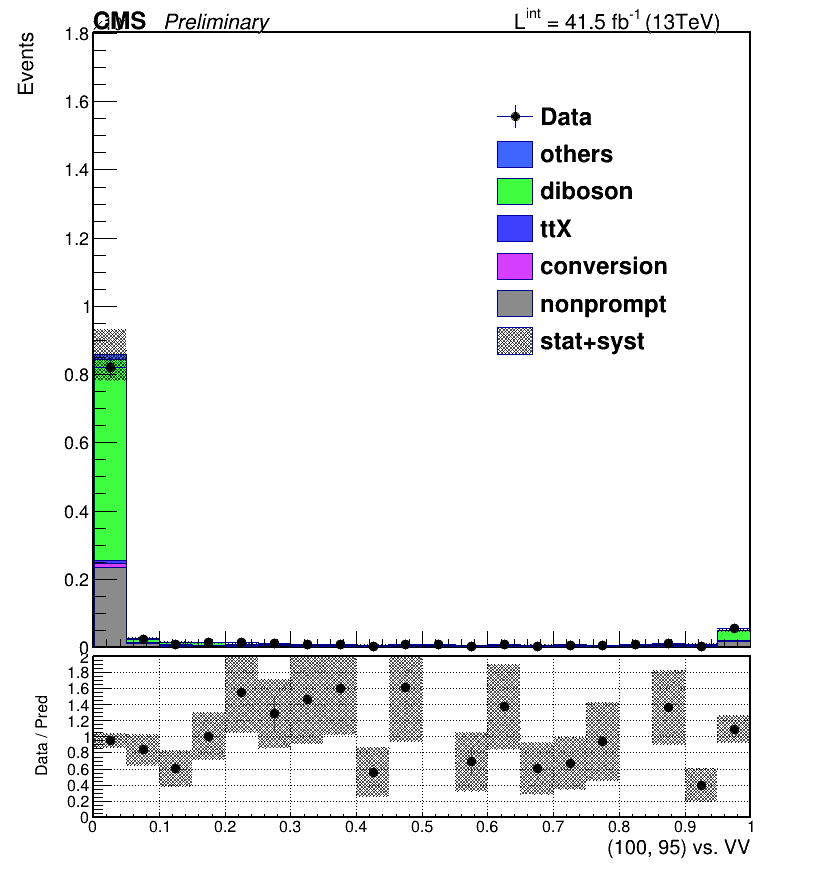 CMS Preliminary L^int = 41.5 fb^-1 (13TeV)
Events
1.8
1.6
1.4
1.2
1
0.8
0.6
0.4
0.2
0
Data
others
diboson
ttX
conversion
nonprompt
stat+syst
Data / Pred
2
1.8
1.6
1.4
1.2
1
0.8
0.6
0.4
0.2
0
0 0.1 0.2 0.3 0.4 0.5 0.6 0.7 0.8 0.9 1
(100, 95) vs. VV